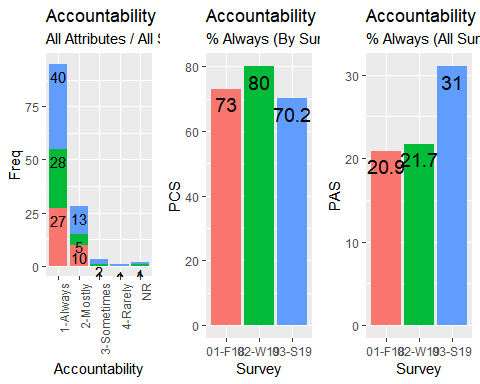 Accountability
All Attributes / All S
Freq
75
50
25
0
40
28
27
13
5
10
2
1-Always
2-Mostly
3-Sometimes
4-Rarely
NR
Accountability
Accountability
% Always (By Sur
PCS
80
60
40
20
0
73
80
70.2
01-F18
02-W19
03-S19
Survey
Accountability
% Always (All Sur
PAS
30
20
10
0
20.9
21.7
31
01-F18
02-W19
03-S19
Survey